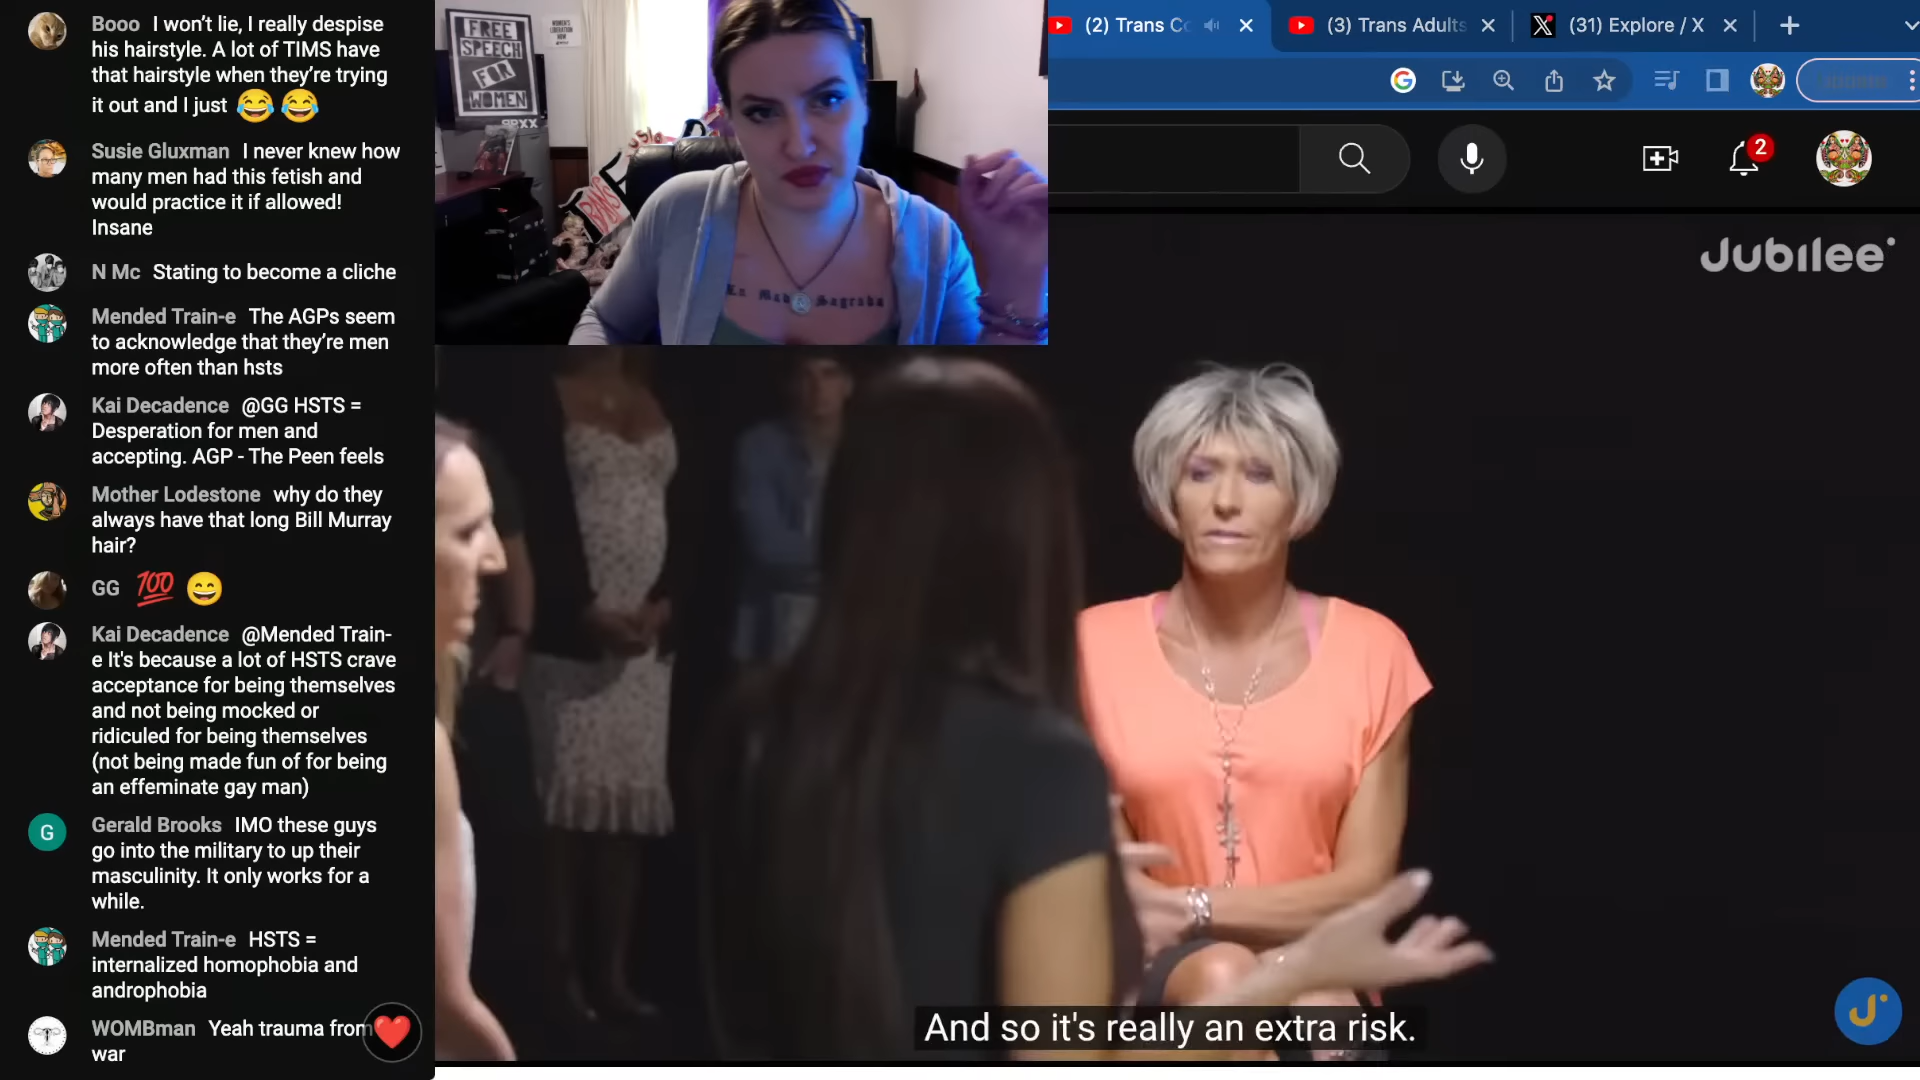 Booo I won’t lie, I really despise
his hairstyle. A lot of TIMS have
that hairstyle when they’re trying
it out and I just 😂 😂
Susie Gluxman I never knew how
many men had this fetish and
would practice it if allowed!
Insane
N Mc Stating to become a cliche
Mended Train-e The AGPs seem
to acknowledge that they’re men
more often than hsts
Kai Decadence @GG HSTS =
Desperation for men and
accepting. AGP - The Peen feels
Mother Lodestone why do they
always have that long Bill Murray
hair?
GG 💯 😄
Kai Decadence @Mended Train-
e It's because a lot of HSTS crave
acceptance for being themselves
and not being mocked or
ridiculed for being themselves
(not being made fun of for being
an effeminate gay man)
G
Gerald Brooks IMO these guys
go into the military to up their
masculinity. It only works for a
while.
Mended Train-e HSTS =
internalized homophobia and
androphobia
WOMBman Yeah trauma from
war
FREE
SPEECH
FOR
WOMEN
WOMEN'S
LIBERATION
NOW
La Sagrada
(2) Trans Co
(3) Trans Adults
(31) Explore / X
2
Jubilee
And so it's really an extra risk.